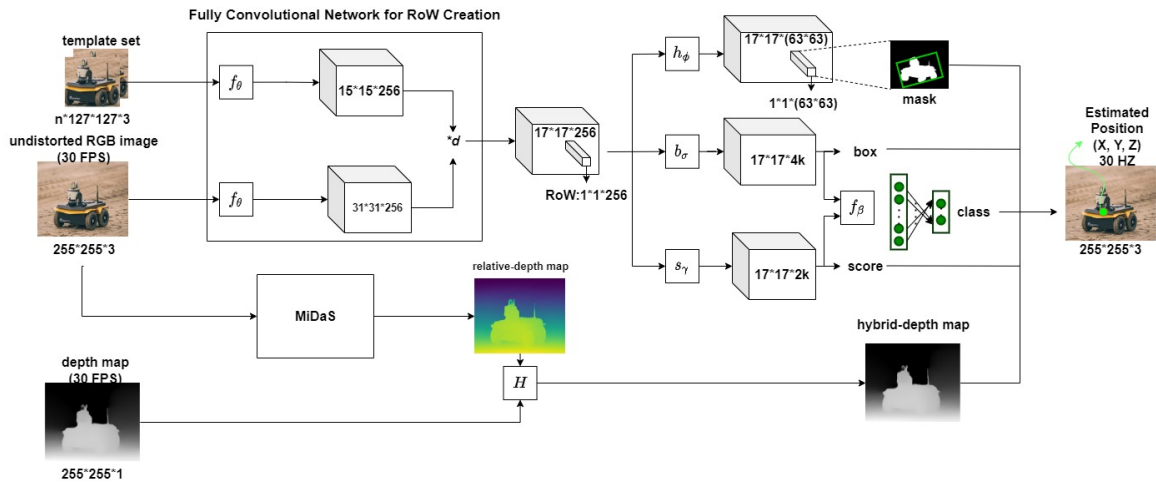 Fully Convolutional Network for RoW Creation
template set
n*127*127*3
undistorted RGB image
(30 FPS)
255*255*3
fθ
15*15*256
fθ
31*31*256
*d
17*17*256
RoW:1*1*256
hϕ
17*17*(63*63)
1*1*(63*63)
mask
bσ
17*17*4k
box
fβ
class
sγ
17*17*2k
score
Estimated
Position
(X, Y, Z)
30 HZ
255*255*3
MiDaS
relative-depth map
H
hybrid-depth map
depth map
(30 FPS)
255*255*1